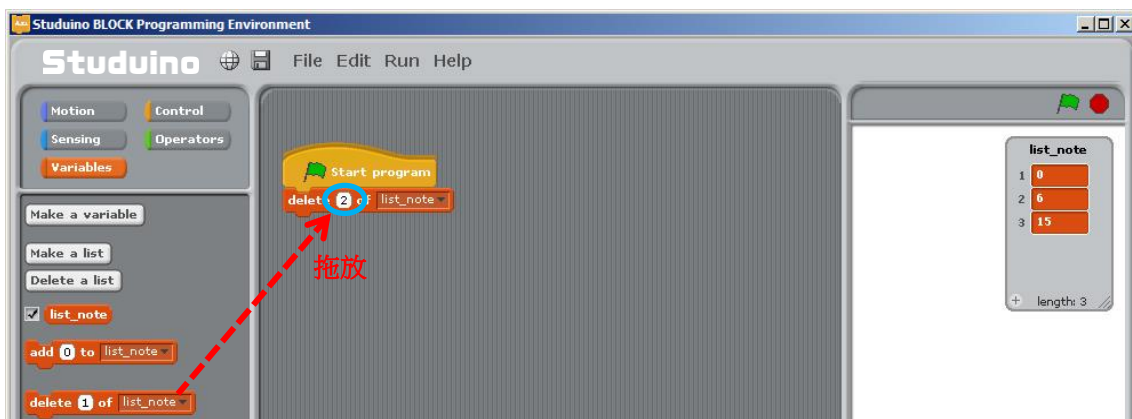 Studuino BLOCK Programming Environment
Studuino File Edit Run Help
Motion Control
Sensing Operators
Variables
Make a variable
Make a list
Delete a list
list_note
add 0 to list_note
delete 1 of list_note
Start program
delete 2 of list_note
拖放
list_note
1 0
2 6
3 15
+ length: 3